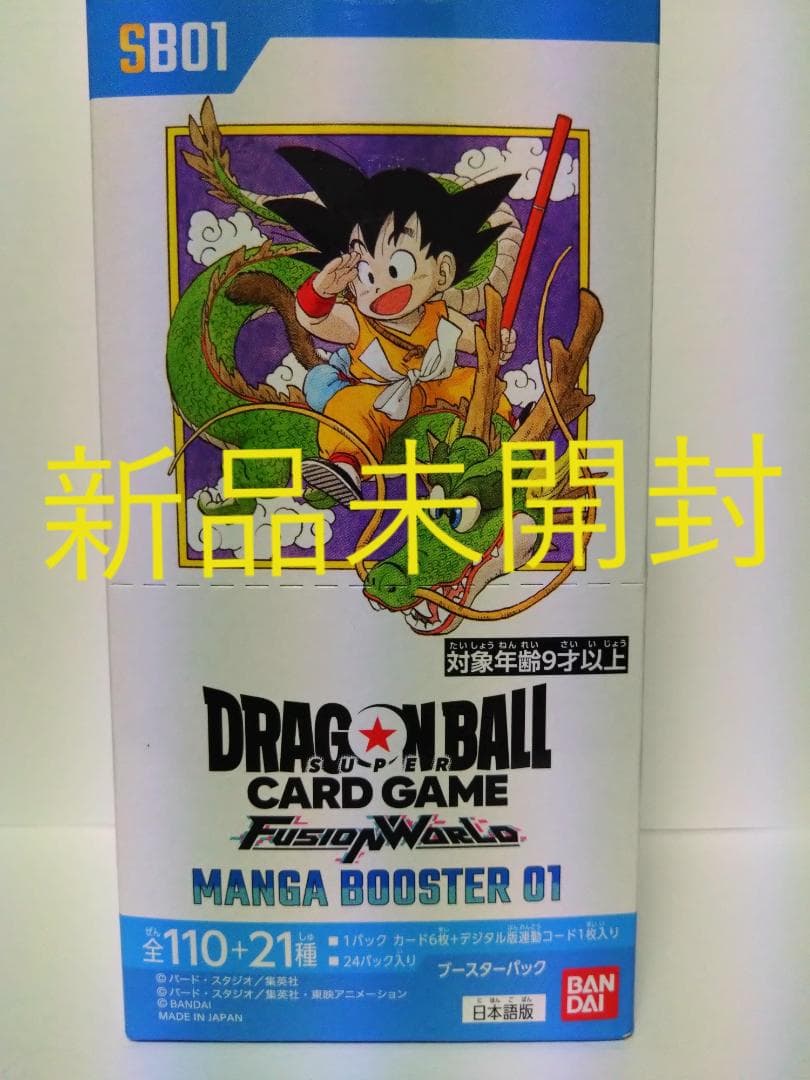 SB01
新品未開封
たいしょうねんれい さいいじょう
対象年齢9才以上
DRAGON BALL
SUPER
CARD GAME
FUSION WORLD
MANGA BOOSTER 01
ぜん しゅ
全110+21種
■1パック カード6枚+デジタル版連動コード1枚入り
■24パック入り
ブースターパック
©バード・スタジオ/集英社
©バード・スタジオ/集英社・東映アニメーション
©BANDAI
MADE IN JAPAN
にほんごばん
日本語版
BAN
DAI